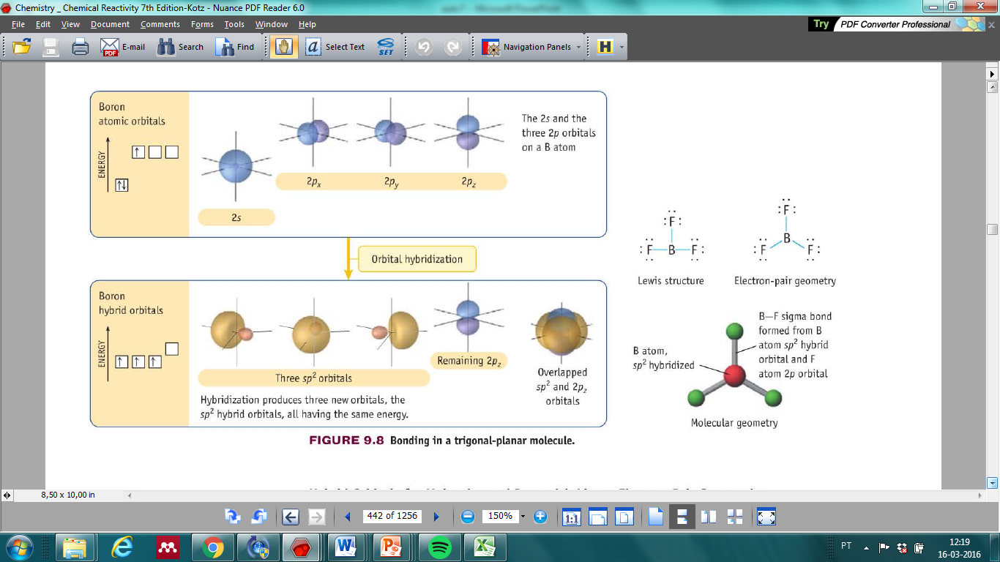 Chemistry _ Chemical Reactivity 7th Edition-Kotz - Nuance PDF Reader 6.0
File Edit View Document Comments Forms Tools Window Help
Try PDF Converter Professional
PDF E-mail Search Find a Select Text SET Navigation Panels H
Boron
atomic orbitals
ENERGY
2s
2px
2py
2pz
The 2s and the
three 2p orbitals
on a B atom
Orbital hybridization
Boron
hybrid orbitals
ENERGY
Three sp² orbitals
Hybridization produces three new orbitals, the
sp² hybrid orbitals, all having the same energy.
Remaining 2pz
Overlapped
sp² and 2pz
orbitals
:F:
:F—B—F:
Lewis structure
:F:
B
:F F:
Electron-pair geometry
B atom,
sp² hybridized
B—F sigma bond
formed from B
atom sp² hybrid
orbital and F
atom 2p orbital
Molecular geometry
FIGURE 9.8 Bonding in a trigonal-planar molecule.
8,50 x 10,00 in
442 of 1256
150%
1:1
W P X
PT
12:19
16-03-2016